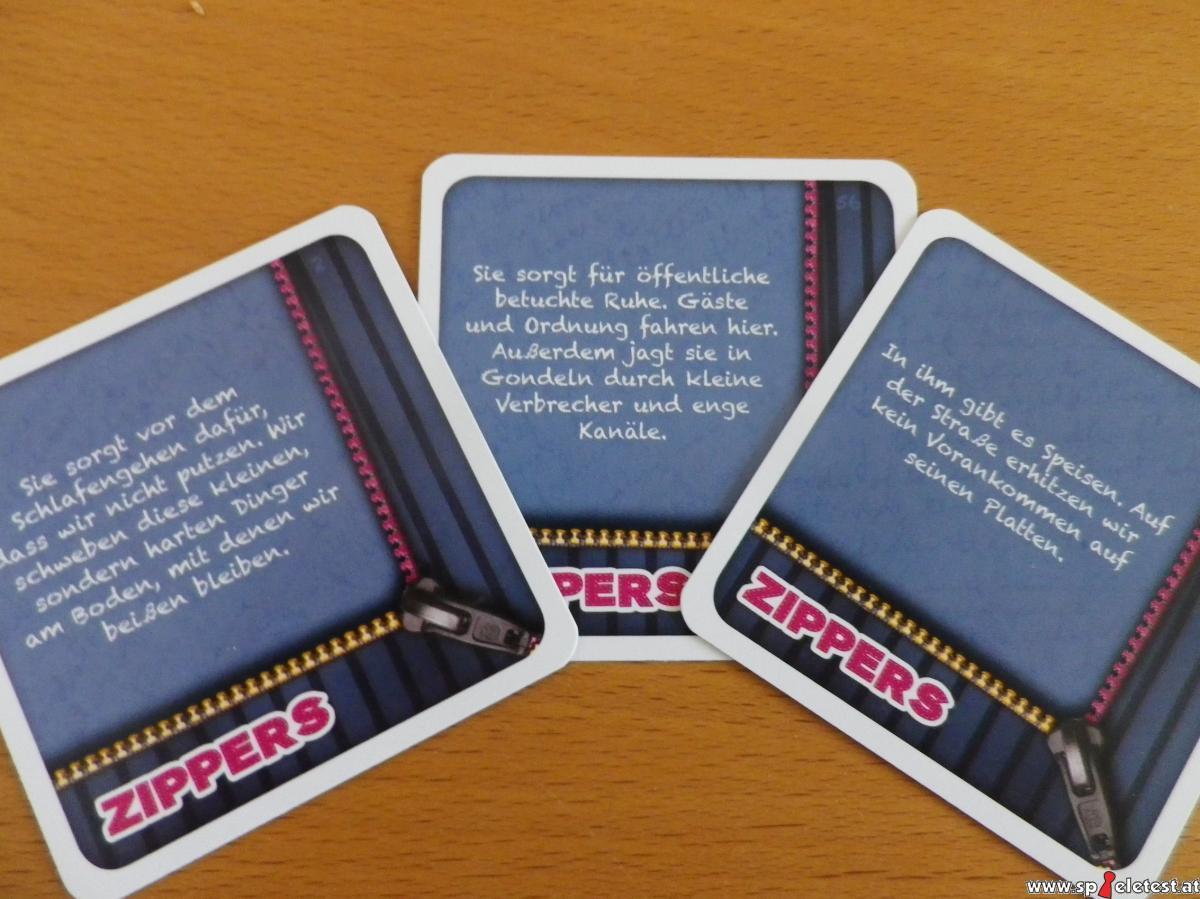 Sie sorgt vor dem
Schlafengehen dafür,
dass wir nicht putzen. Wir
schweben diese kleinen,
sondern harten Dinger
am Boden, mit denen wir
beißen bleiben.
ZIPPERS
56
Sie sorgt für öffentliche
betuchte Ruhe. Gäste
und Ordnung fahren hier.
Außerdem jagt sie in
Gondeln durch kleine
Verbrecher und enge
Kanäle.
PERS
In ihm gibt es Speisen. Auf
der Straße erhitzen wir
kein Vorankommen auf
seinen Platten.
ZIPPERS
www.spieletest.at